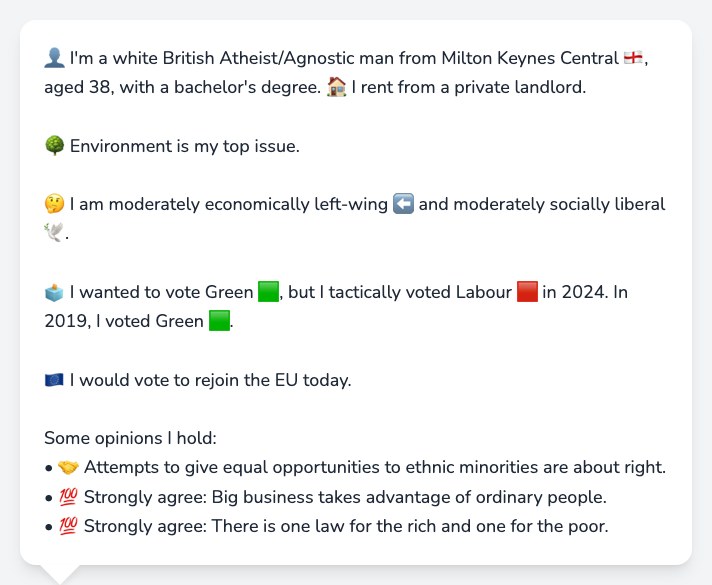 👤 I'm a white British Atheist/Agnostic man from Milton Keynes Central 🏴󠁧󠁢󠁥󠁮󠁧󠁿,
aged 38, with a bachelor's degree. 🏠 I rent from a private landlord.
🌳 Environment is my top issue.
🤔 I am moderately economically left-wing ⬅️ and moderately socially liberal
🕊️.
🗳️ I wanted to vote Green 🟩, but I tactically voted Labour 🟥 in 2024. In
2019, I voted Green 🟩.
🇪🇺 I would vote to rejoin the EU today.
Some opinions I hold:
• 🤝 Attempts to give equal opportunities to ethnic minorities are about right.
• 💯 Strongly agree: Big business takes advantage of ordinary people.
• 💯 Strongly agree: There is one law for the rich and one for the poor.